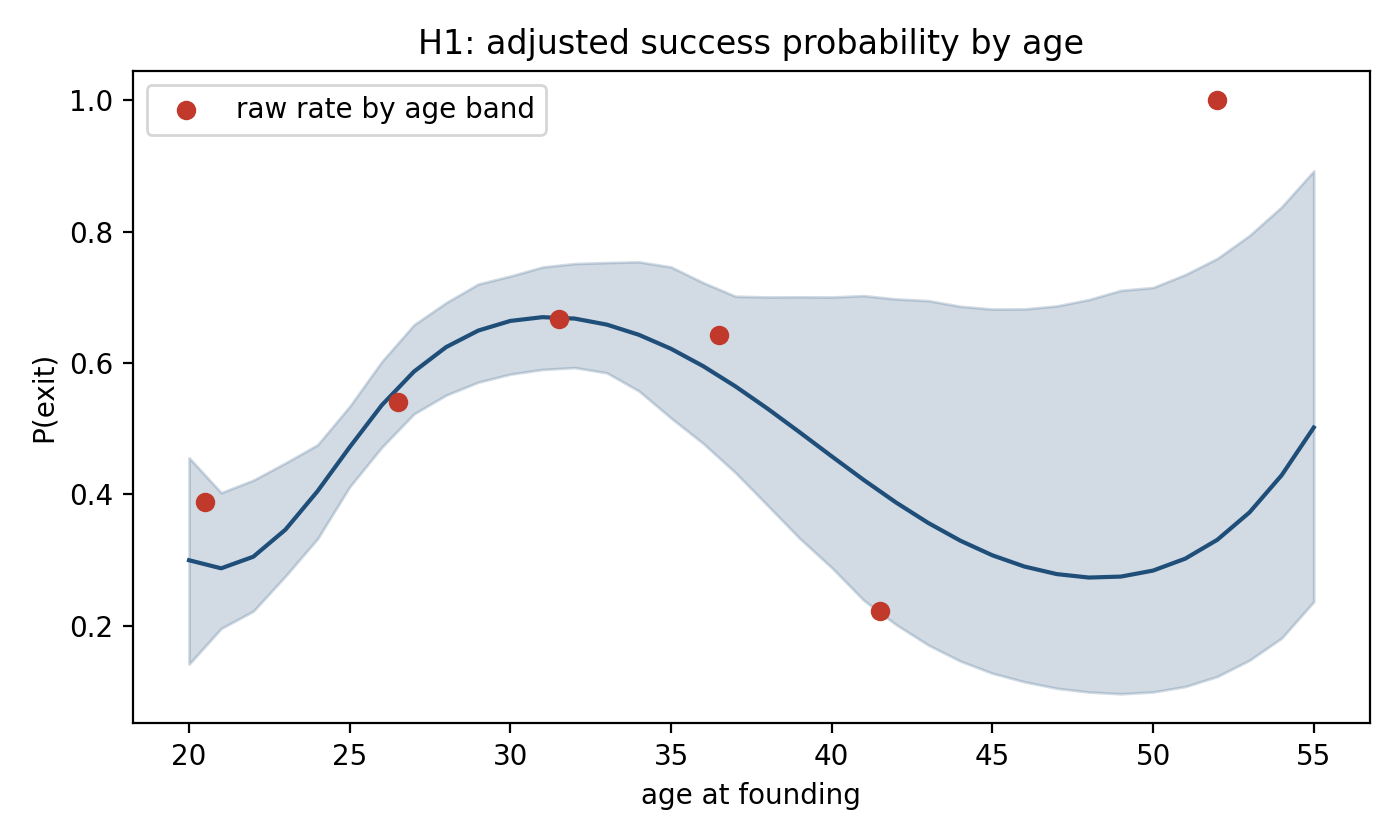 H1: adjusted success probability by age
raw rate by age band
1.0
0.8
0.6
0.4
0.2
P(exit)
20 25 30 35 40 45 50 55
age at founding